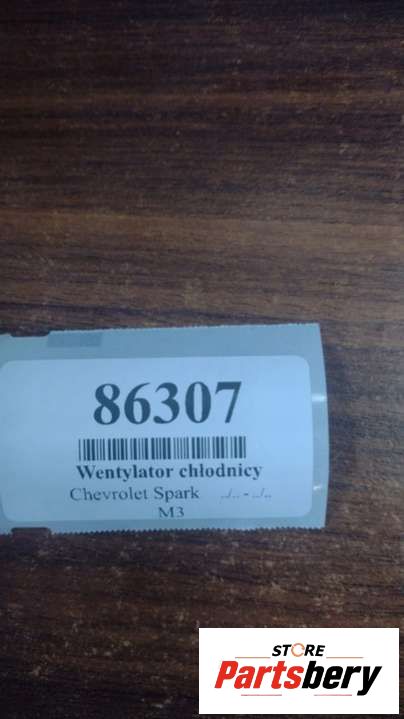 86307
Wentylator chłodnicy
Chevrolet Spark ../.. - ../..
M3
STORE
Partsbery